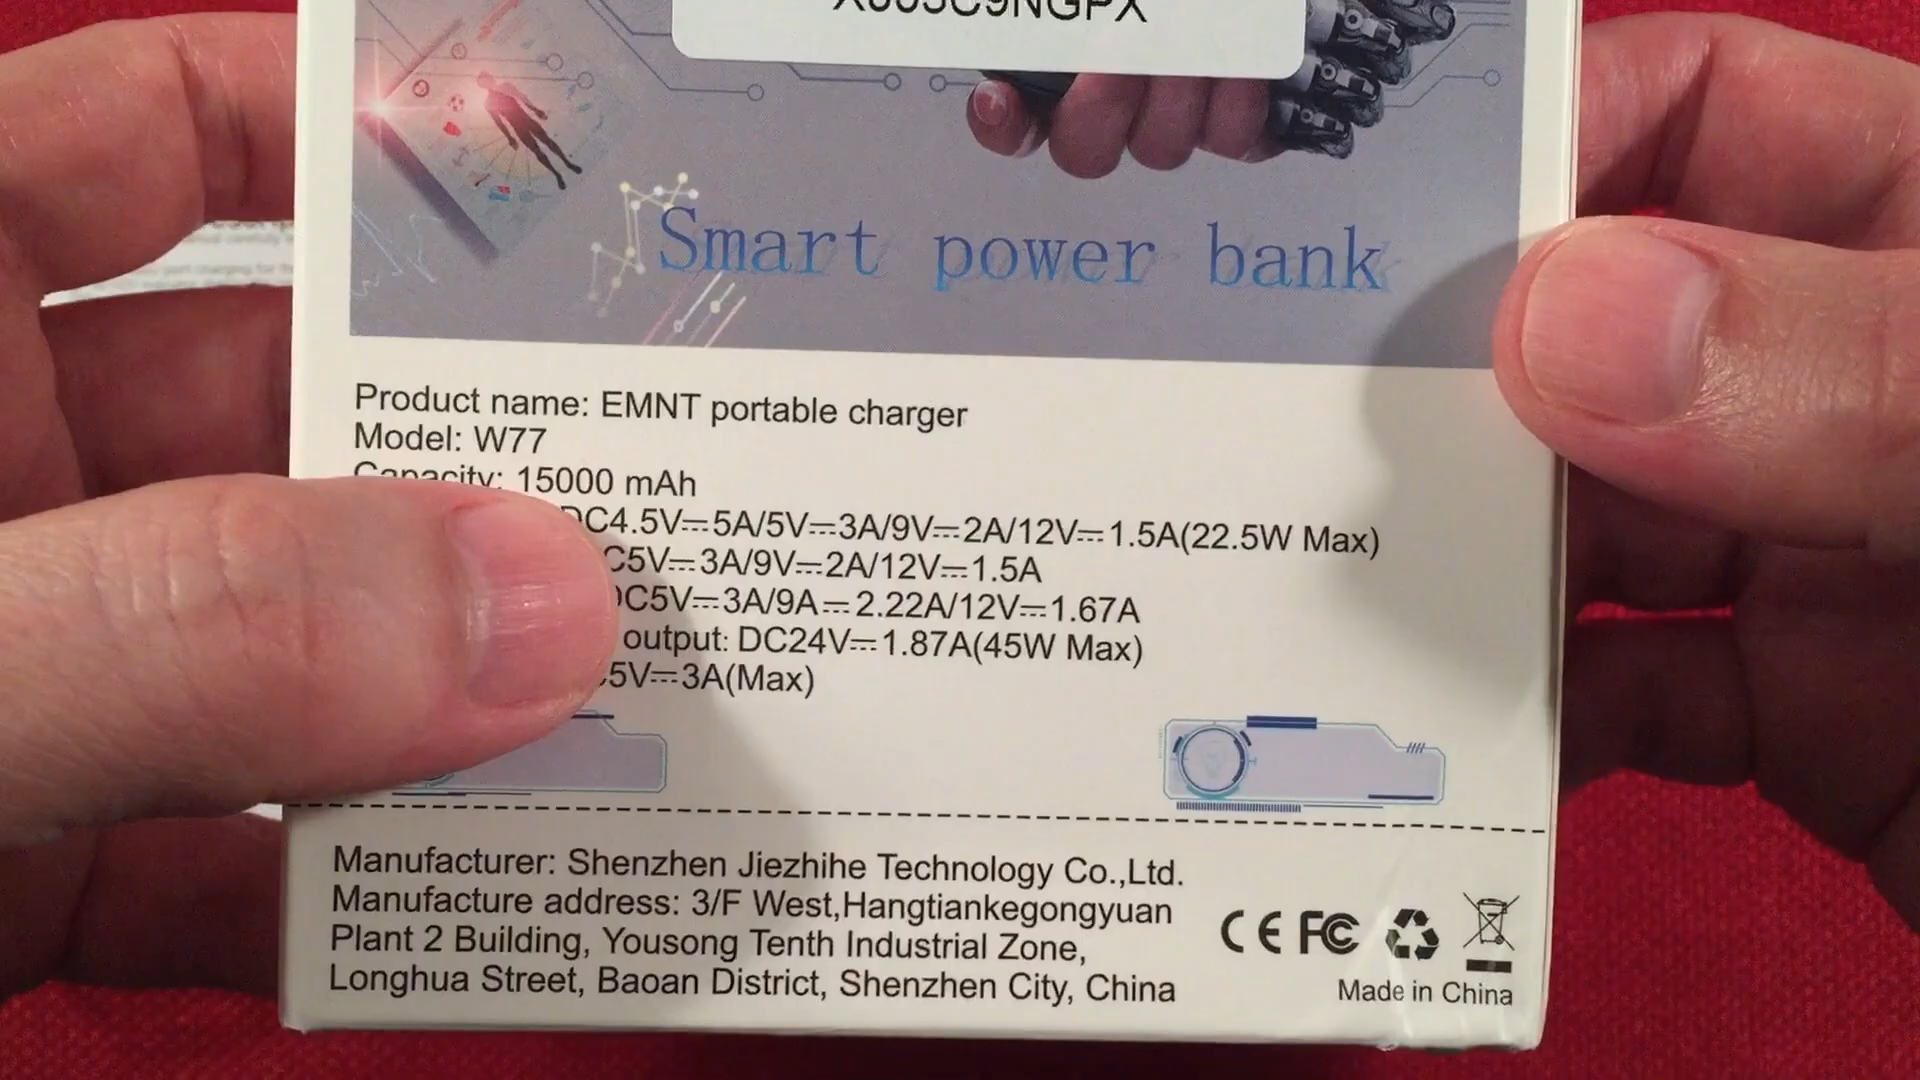 Smart power bank
Product name: EMNT portable charger
Model: W77
Capacity: 15000 mAh
DC4.5V⎓5A/5V⎓3A/9V⎓2A/12V⎓1.5A(22.5W Max)
C5V⎓3A/9V⎓2A/12V⎓1.5A
DC5V⎓3A/9A⎓2.22A/12V⎓1.67A
output: DC24V⎓1.87A(45W Max)
5V⎓3A(Max)
Manufacturer: Shenzhen Jiezhihe Technology Co.,Ltd.
Manufacture address: 3/F West,Hangtiankegongyuan
Plant 2 Building, Yousong Tenth Industrial Zone,
Longhua Street, Baoan District, Shenzhen City, China
CE FC
Made in China